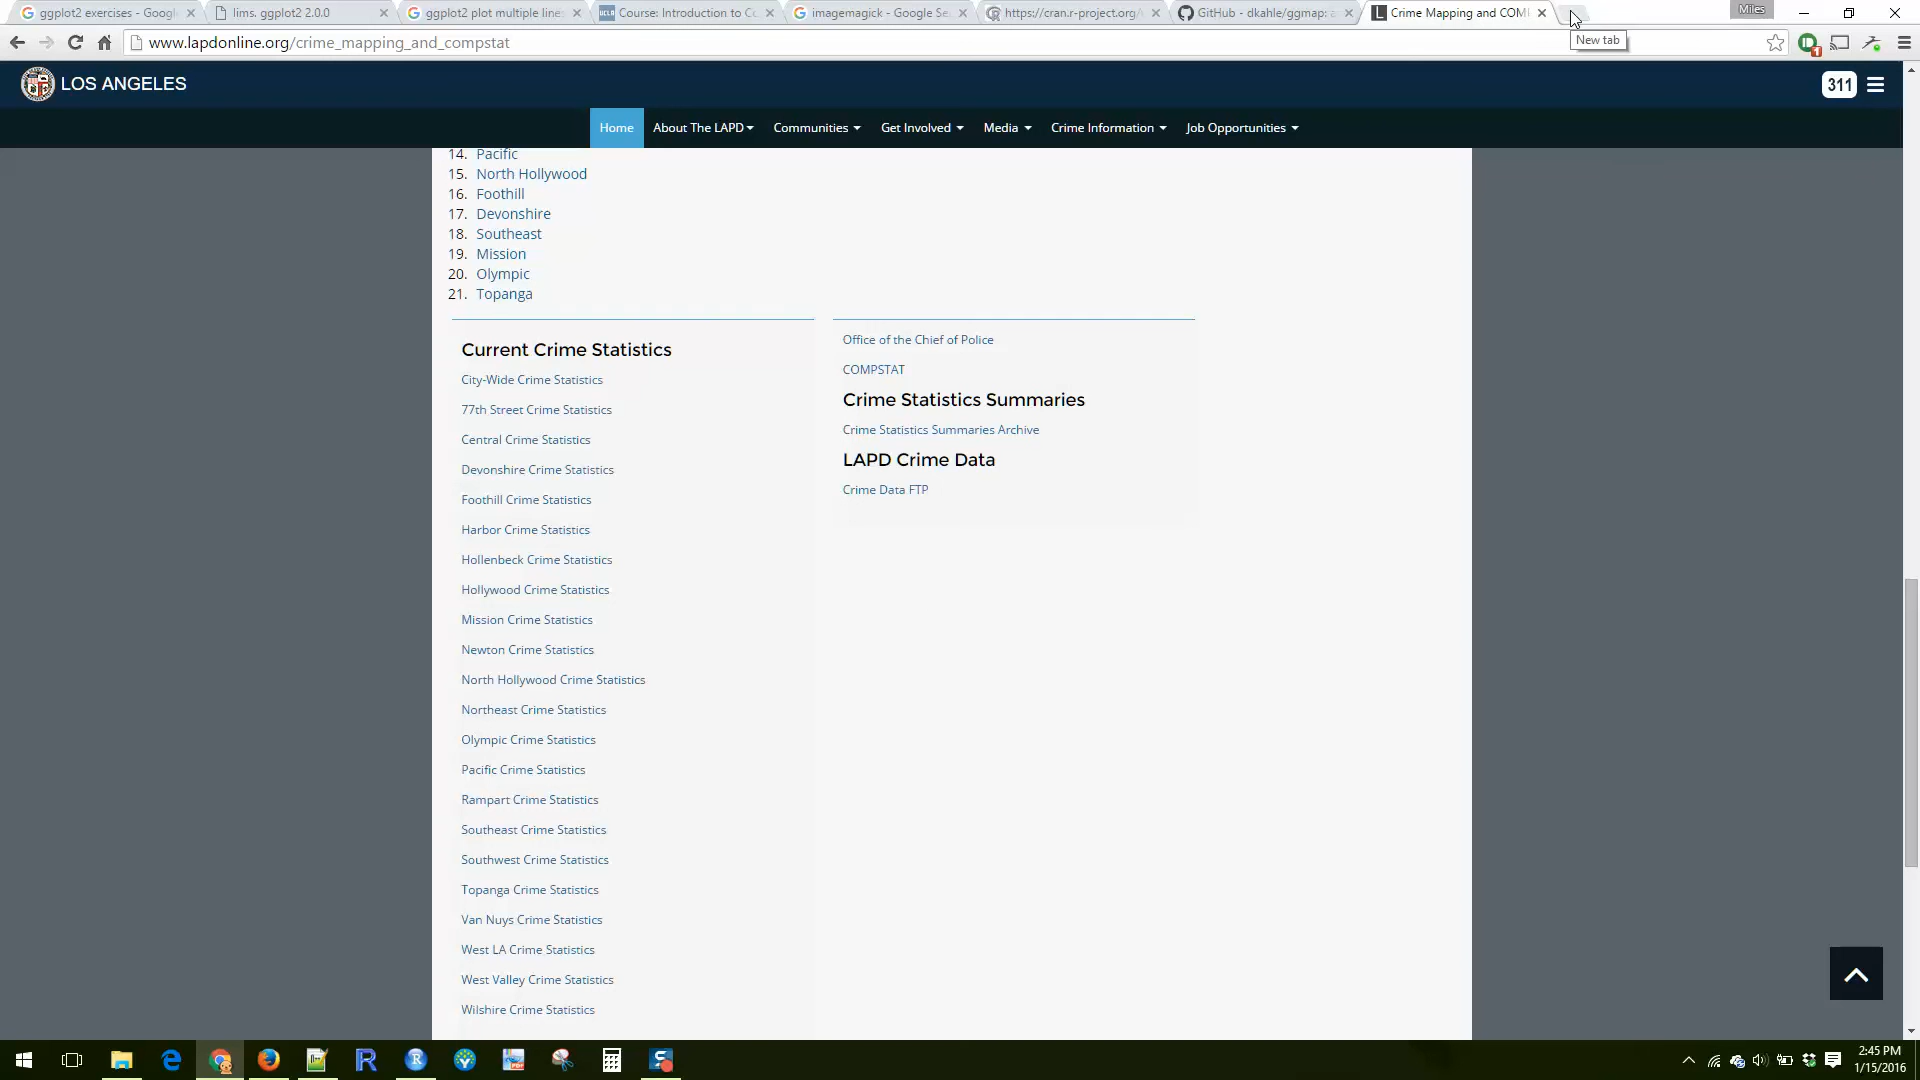 ggplot2 exercises - Googl
lims. ggplot2 2.0.0
ggplot2 plot multiple line
UCLA Course: Introduction to Co
imagemagick - Google Se
https://cran.r-project.org/
GitHub - dkahle/ggmap: a
L Crime Mapping and COM
Miles
www.lapdonline.org/crime_mapping_and_compstat
New tab
1
LOS ANGELES
311
Home
About The LAPD
Communities
Get Involved
Media
Crime Information
Job Opportunities
14. Pacific
15. North Hollywood
16. Foothill
17. Devonshire
18. Southeast
19. Mission
20. Olympic
21. Topanga
Current Crime Statistics
City-Wide Crime Statistics
77th Street Crime Statistics
Central Crime Statistics
Devonshire Crime Statistics
Foothill Crime Statistics
Harbor Crime Statistics
Hollenbeck Crime Statistics
Hollywood Crime Statistics
Mission Crime Statistics
Newton Crime Statistics
North Hollywood Crime Statistics
Northeast Crime Statistics
Olympic Crime Statistics
Pacific Crime Statistics
Rampart Crime Statistics
Southeast Crime Statistics
Southwest Crime Statistics
Topanga Crime Statistics
Van Nuys Crime Statistics
West LA Crime Statistics
West Valley Crime Statistics
Wilshire Crime Statistics
Office of the Chief of Police
COMPSTAT
Crime Statistics Summaries
Crime Statistics Summaries Archive
LAPD Crime Data
Crime Data FTP
2:45 PM
1/15/2016